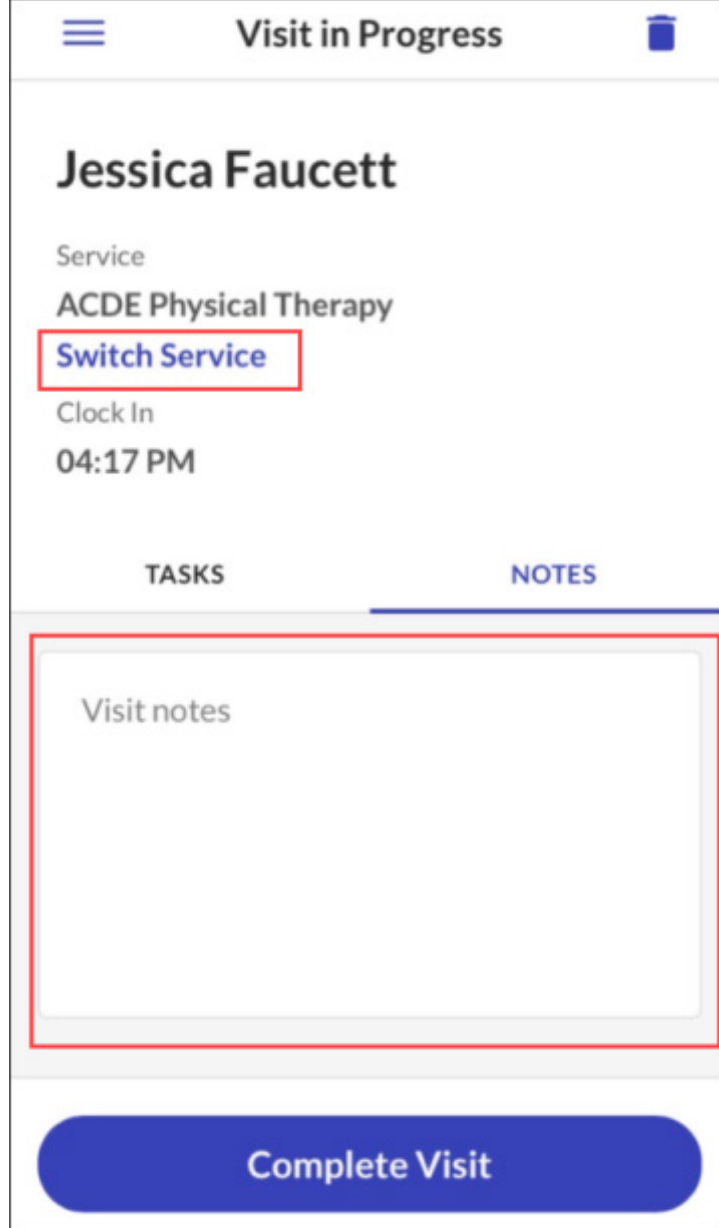 Visit in Progress
Jessica Faucett
Service
ACDE Physical Therapy
Switch Service
Clock In
04:17 PM
TASKS NOTES
Visit notes
Complete Visit